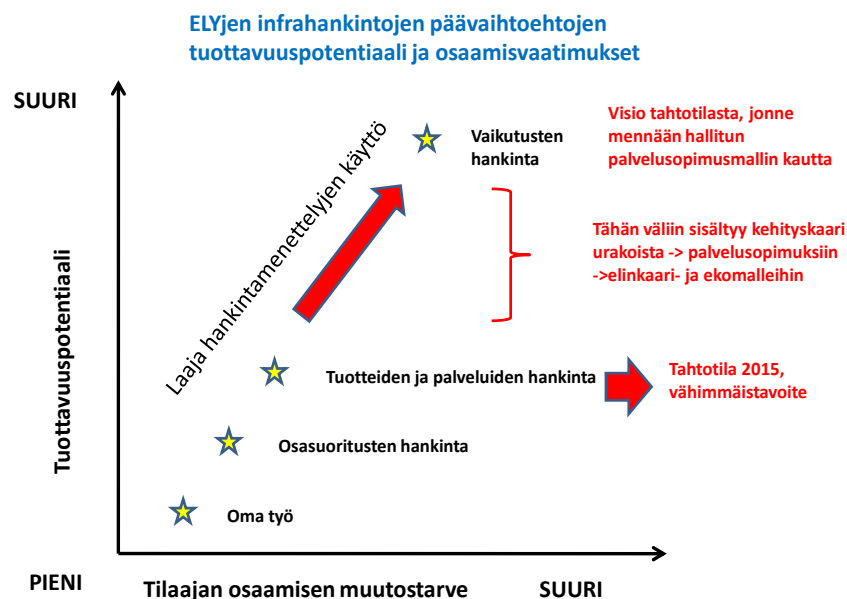 ELYjen infrahankintojen päävaihtoehtojen
tuottavuuspotentiaali ja osaamisvaatimukset
SUURI
Visio tahtotilasta, jonne
mennään hallitun
palvelusopimusmallin kautta
Vaikutusten
hankinta
Laaja hankintamenettelyjen käyttö
Tähän väliin sisältyy kehityskaari
urakoista -> palvelusopimuksiin
->elinkaari- ja ekomalleihin
Tuottavuuspotentiaali
Tuotteiden ja palveluiden hankinta
Tahtotila 2015,
vähimmäistavoite
Osasuoritusten hankinta
Oma työ
PIENI
Tilaajan osaamisen muutostarve
SUURI